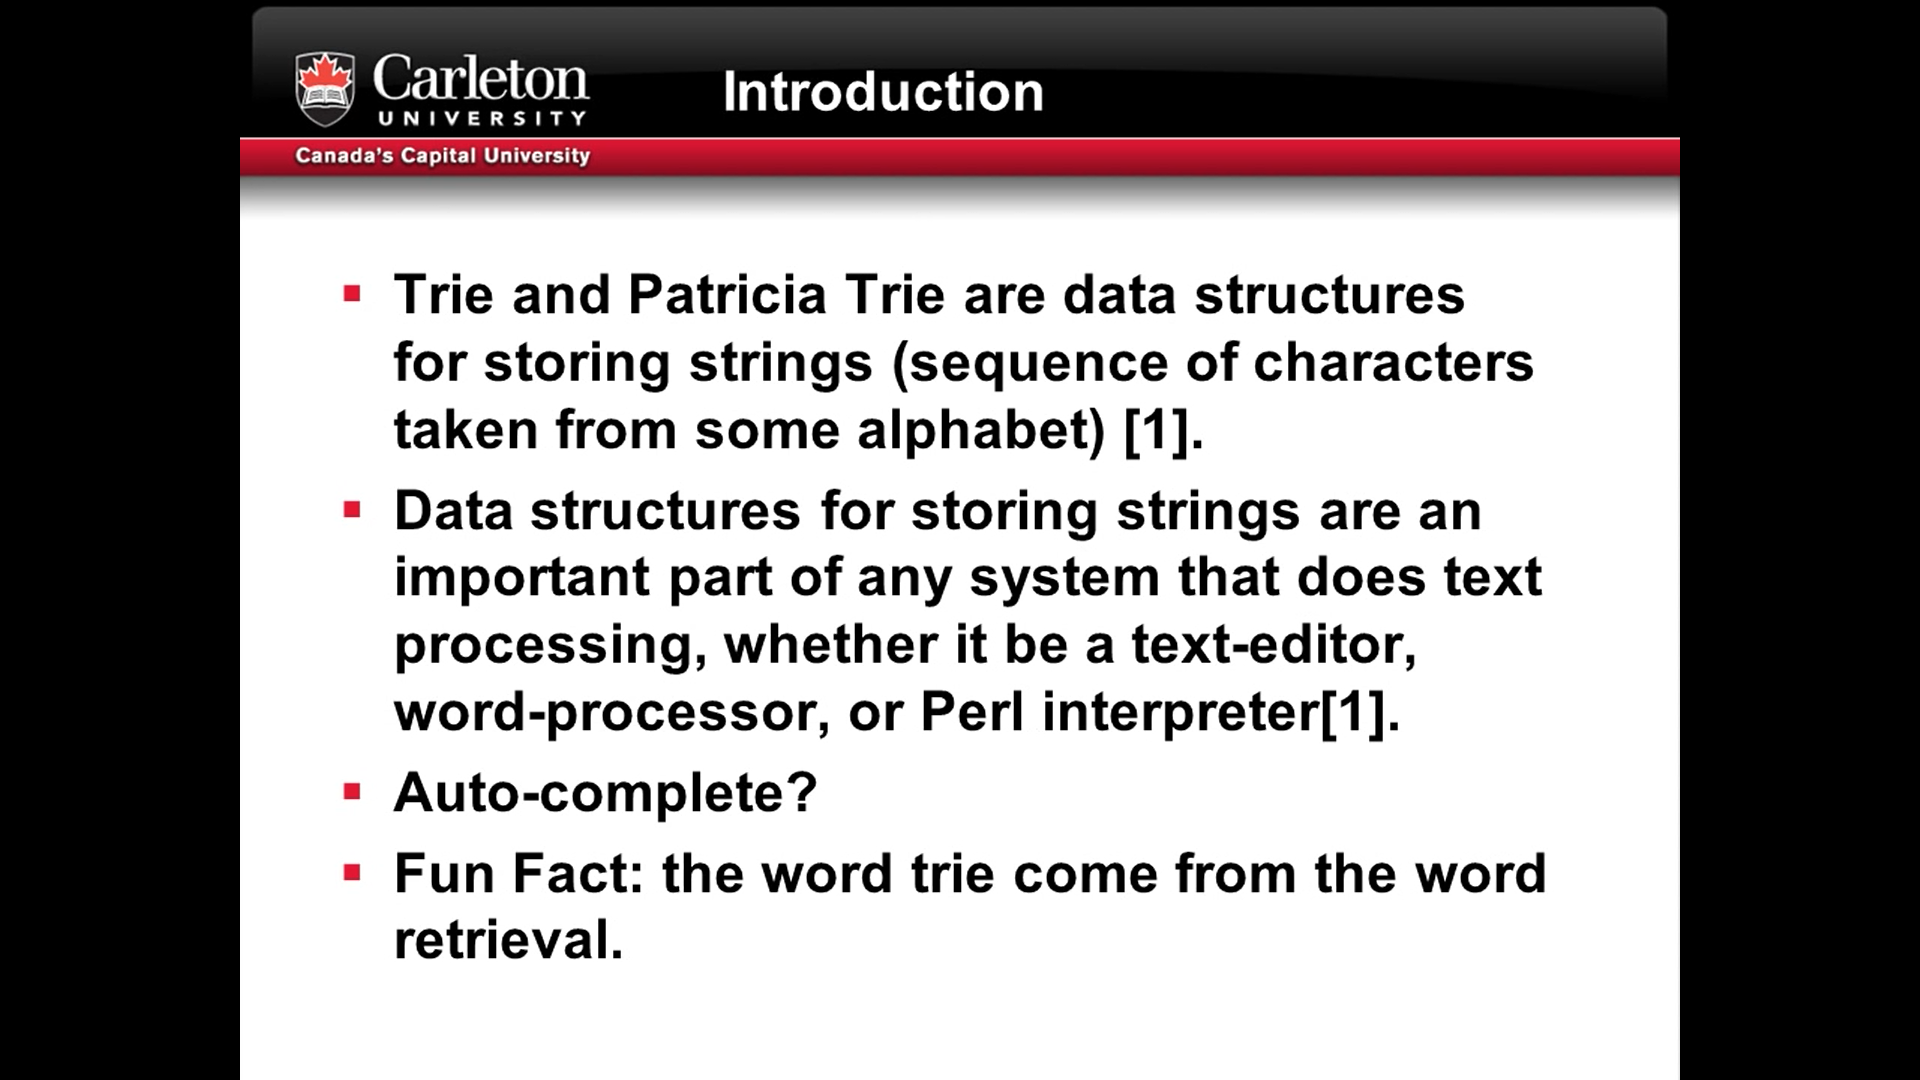 Carleton
UNIVERSITY
Introduction
Canada's Capital University
Trie and Patricia Trie are data structures
for storing strings (sequence of characters
taken from some alphabet) [1].
Data structures for storing strings are an
important part of any system that does text
processing, whether it be a text-editor,
word-processor, or Perl interpreter[1].
Auto-complete?
Fun Fact: the word trie come from the word
retrieval.